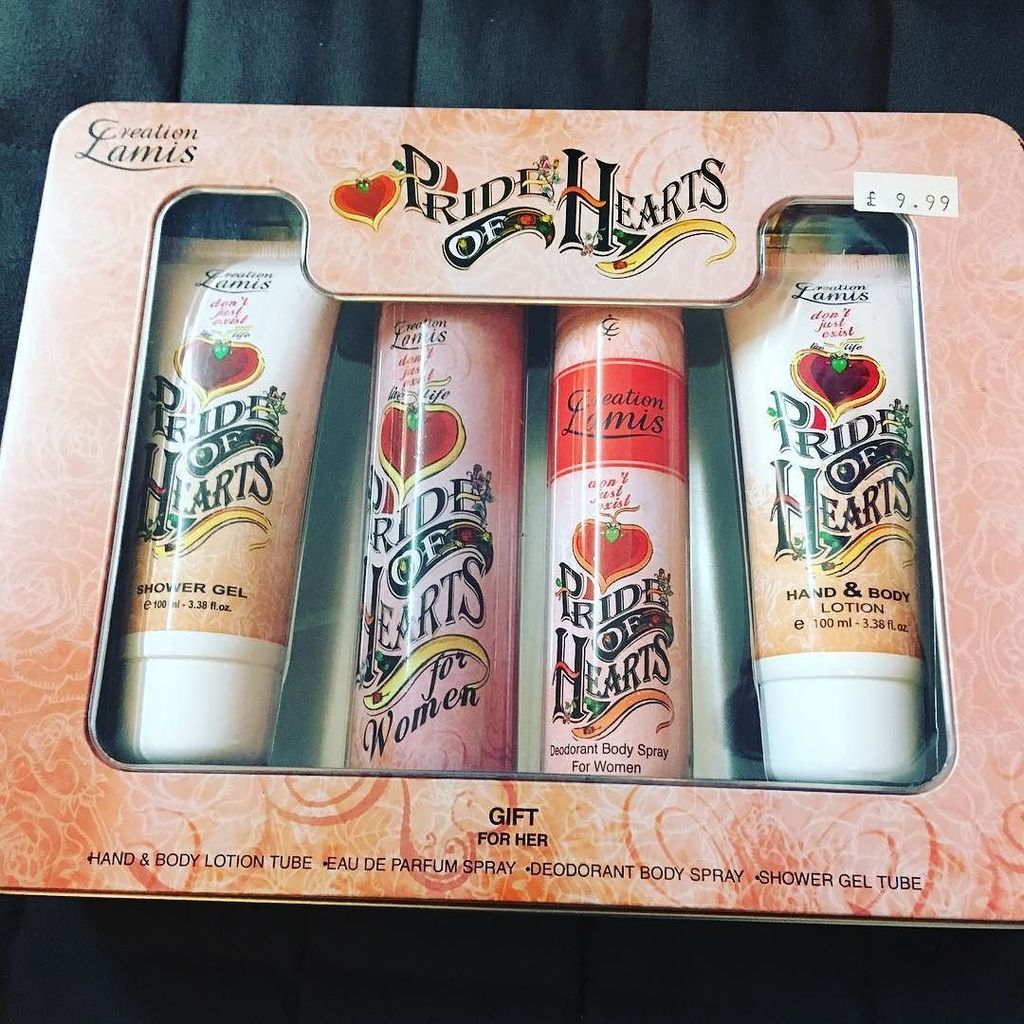 Creation
Lamis
PRIDE
OF HEARTS
£ 9.99
Creation
Lamis
don't
just
exist
life
PRIDE
OF
HEARTS
SHOWER GEL
e 100 ml - 3.38 fl.oz.
Creation
Lamis
don't
just
exist
life
PRIDE
OF
HEARTS
for
Women
Creation
Lamis
don't
just
exist
PRIDE
OF
HEARTS
Deodorant Body Spray
For Women
Creation
Lamis
don't
just
exist
live life
PRIDE
OF
HEARTS
HAND & BODY
LOTION
e 100 ml - 3.38 fl.oz.
GIFT
FOR HER
•HAND & BODY LOTION TUBE •EAU DE PARFUM SPRAY •DEODORANT BODY SPRAY •SHOWER GEL TUBE